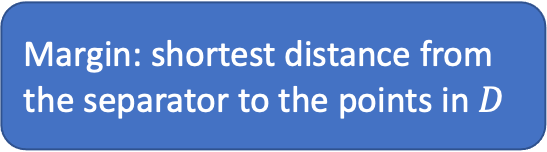 Margin: shortest distance from
the separator to the points in D